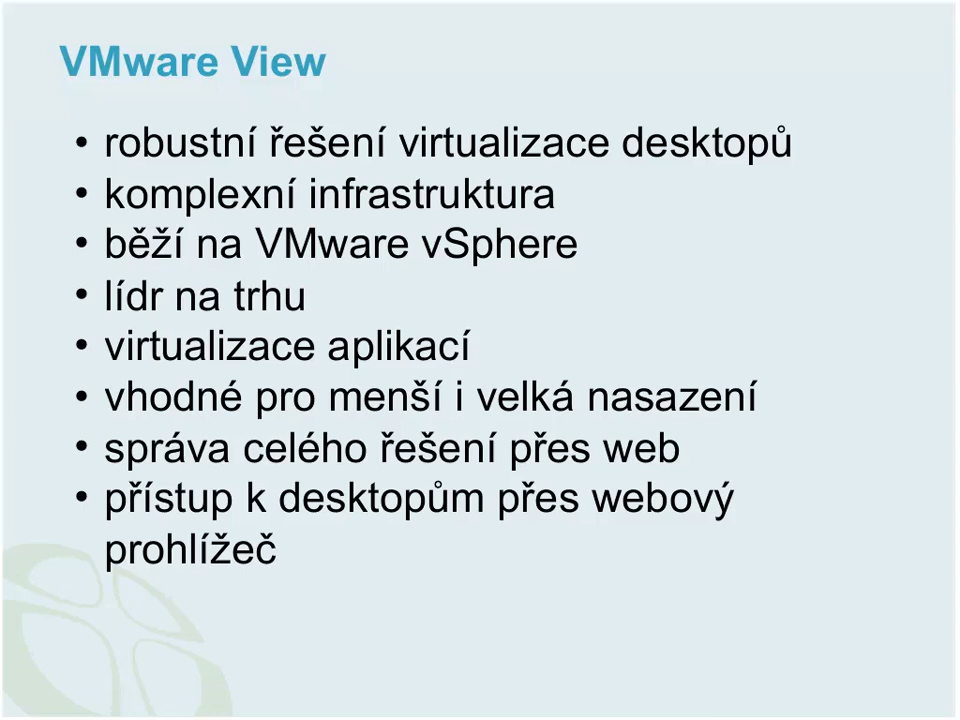 VMware View
• robustní řešení virtualizace desktopů
• komplexní infrastruktura
• běží na VMware vSphere
• lídr na trhu
• virtualizace aplikací
• vhodné pro menší i velká nasazení
• správa celého řešení přes web
• přístup k desktopům přes webový
prohlížeč